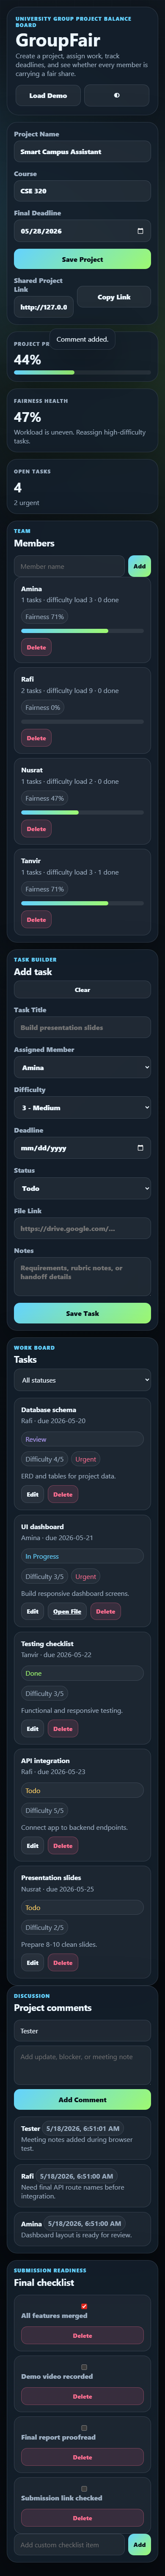 UNIVERSITY GROUP PROJECT BALANCE
BOARD
GroupFair
Create a project, assign work, track
deadlines, and see whether every member is
carrying a fair share.
Load Demo
Project Name
Smart Campus Assistant
Course
CSE 320
Final Deadline
05/28/2026
Save Project
Shared Project
Link
http://127.0.0
Copy Link
PROJECT PR
Comment added.
44%
FAIRNESS HEALTH
47%
Workload is uneven. Reassign high-difficulty
tasks.
OPEN TASKS
4
2 urgent
TEAM
Members
Member name
Add
Amina
1 tasks · difficulty load 3 · 0 done
Fairness 71%
Delete
Rafi
2 tasks · difficulty load 9 · 0 done
Fairness 0%
Delete
Nusrat
1 tasks · difficulty load 2 · 0 done
Fairness 47%
Delete
Tanvir
1 tasks · difficulty load 3 · 1 done
Fairness 71%
Delete
TASK BUILDER
Add task
Clear
Task Title
Build presentation slides
Assigned Member
Amina
Difficulty
3 - Medium
Deadline
mm/dd/yyyy
Status
Todo
File Link
https://drive.google.com/...
Notes
Requirements, rubric notes, or
handoff details
Save Task
WORK BOARD
Tasks
All statuses
Database schema
Rafi · due 2026-05-20
Review
Difficulty 4/5 Urgent
ERD and tables for project data.
Edit Delete
UI dashboard
Amina · due 2026-05-21
In Progress
Difficulty 3/5 Urgent
Build responsive dashboard screens.
Edit Open File Delete
Testing checklist
Tanvir · due 2026-05-22
Done
Difficulty 3/5
Functional and responsive testing.
Edit Delete
API integration
Rafi · due 2026-05-23
Todo
Difficulty 5/5
Connect app to backend endpoints.
Edit Delete
Presentation slides
Nusrat · due 2026-05-25
Todo
Difficulty 2/5
Prepare 8-10 clean slides.
Edit Delete
DISCUSSION
Project comments
Tester
Add update, blocker, or meeting note
Add Comment
Tester 5/18/2026, 6:51:01 AM
Meeting notes added during browser
test.
Rafi 5/18/2026, 6:51:00 AM
Need final API route names before
integration.
Amina 5/18/2026, 6:51:00 AM
Dashboard layout is ready for review.
SUBMISSION READINESS
Final checklist
All features merged
Delete
Demo video recorded
Delete
Final report proofread
Delete
Submission link checked
Delete
Add custom checklist item
Add